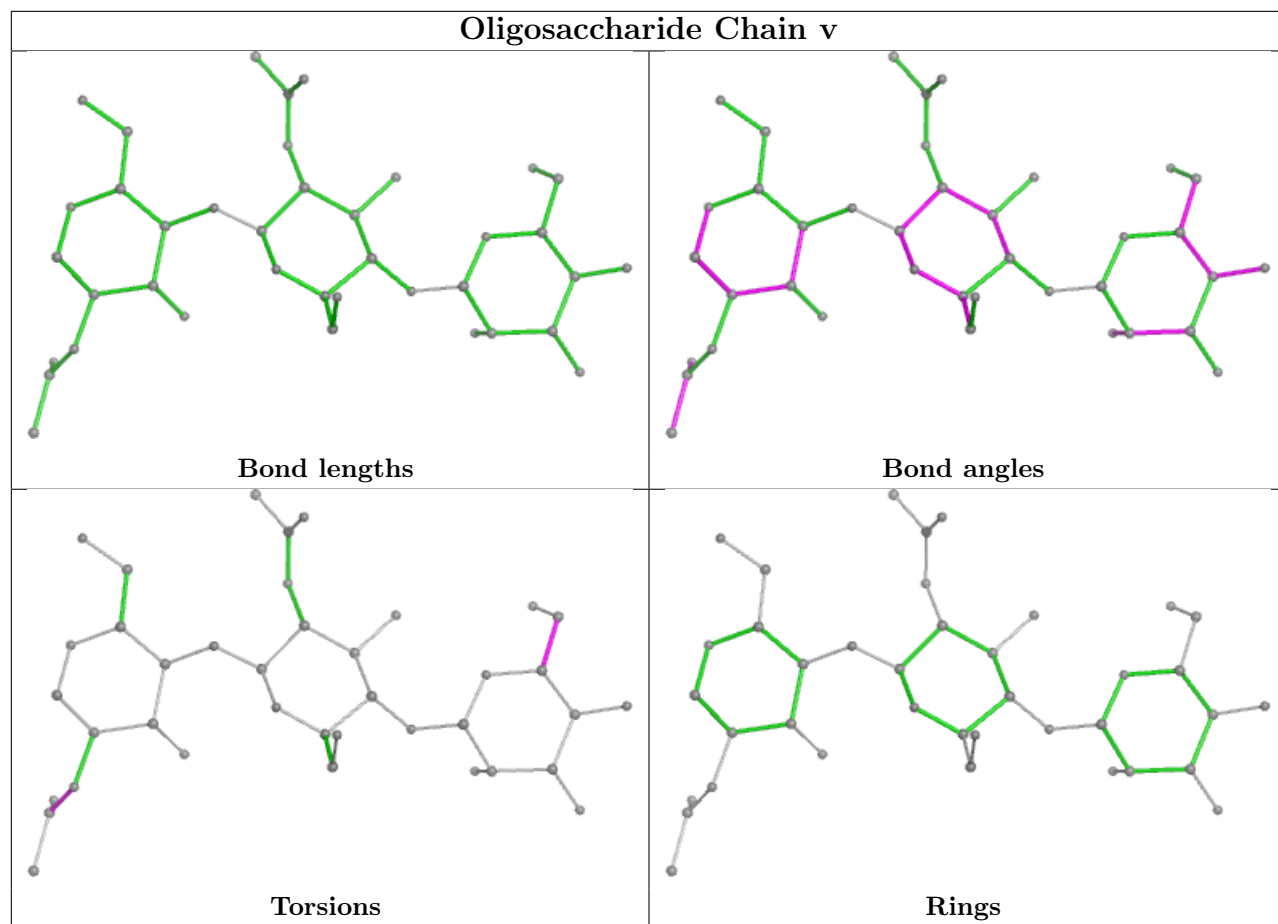 Oligosaccharide Chain v
Bond lengths
Bond angles
Torsions
Rings